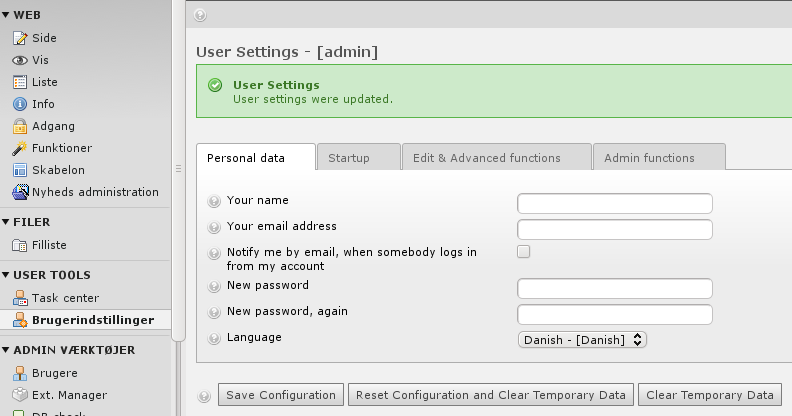 WEB
Side
Vis
Liste
Info
Adgang
Funktioner
Skabelon
Nyheds administration
FILER
Filliste
USER TOOLS
Task center
Brugerindstillinger
ADMIN VÆRKTØJER
Brugere
Ext. Manager
DB check
User Settings - [admin]
User Settings
User settings were updated.
Personal data
Startup
Edit & Advanced functions
Admin functions
Your name
Your email address
Notify me by email, when somebody logs in
from my account
New password
New password, again
Language
Danish - [Danish]
Save Configuration
Reset Configuration and Clear Temporary Data
Clear Temporary Data